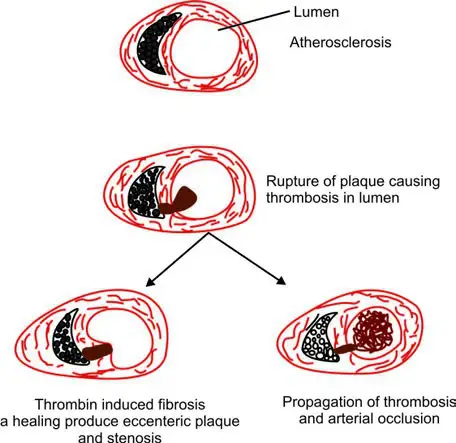 Lumen
Atherosclerosis
Rupture of plaque causing
thrombosis in lumen
Thrombin induced fibrosis
a healing produce eccenteric plaque
and stenosis
Propagation of thrombosis
and arterial occlusion